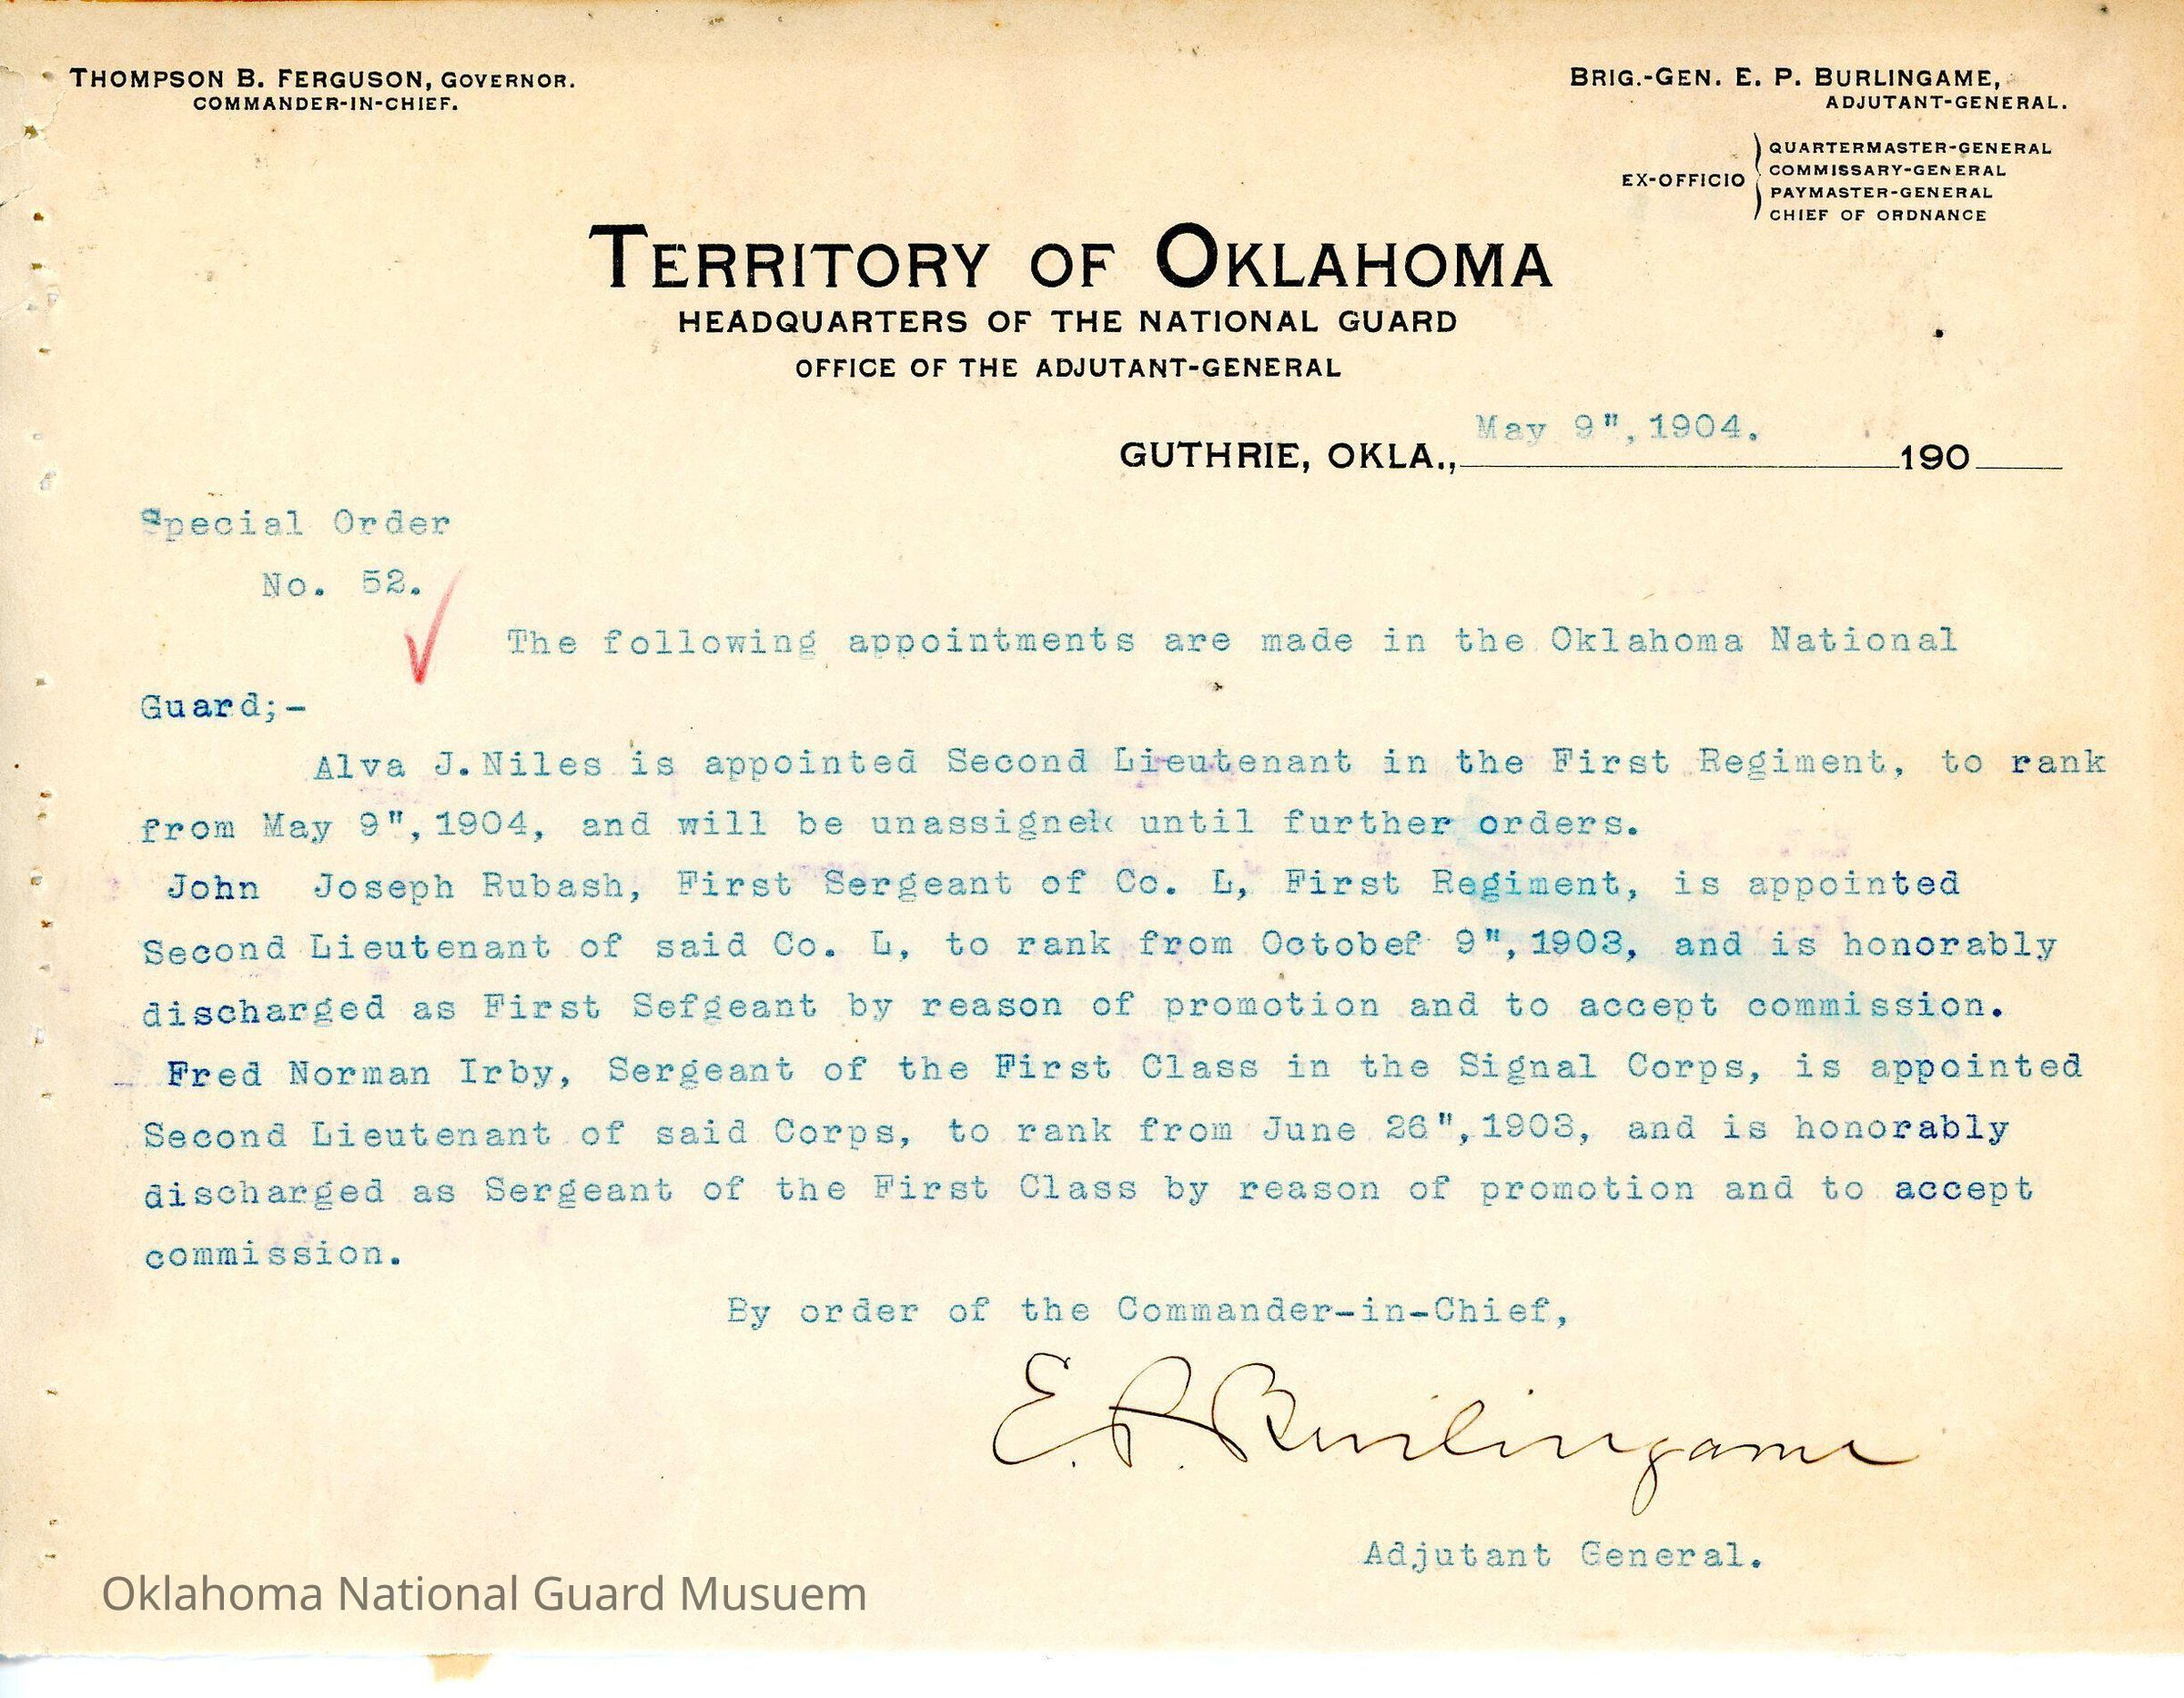 THOMPSON B. FERGUSON, GOVERNOR.
COMMANDER-IN-CHIEF.
BRIG.-GEN. E. P. BURLINGAME,
ADJUTANT-GENERAL.
EX-OFFICIO
QUARTERMASTER-GENERAL
COMMISSARY-GENERAL
PAYMASTER-GENERAL
CHIEF OF ORDNANCE
TERRITORY OF OKLAHOMA
HEADQUARTERS OF THE NATIONAL GUARD
OFFICE OF THE ADJUTANT-GENERAL
GUTHRIE, OKLA., May 9",1904. 190
Special Order
No. 52.
The following appointments are made in the Oklahoma National
Guard;-
Alva J.Niles is appointed Second Lieutenant in the First Regiment, to rank
from May 9",1904, and will be unassigned until further orders.
John Joseph Rubash, First Sergeant of Co. L, First Regiment, is appointed
Second Lieutenant of said Co. L, to rank from Octobef 9",1903, and is honorably
discharged as First Sefgeant by reason of promotion and to accept commission.
Fred Norman Irby, Sergeant of the First Class in the Signal Corps, is appointed
Second Lieutenant of said Corps, to rank from June 26",1903, and is honorably
discharged as Sergeant of the First Class by reason of promotion and to accept
commission.
By order of the Commander-in-Chief,
E. P. Burlingame
Adjutant General.
Oklahoma National Guard Musuem